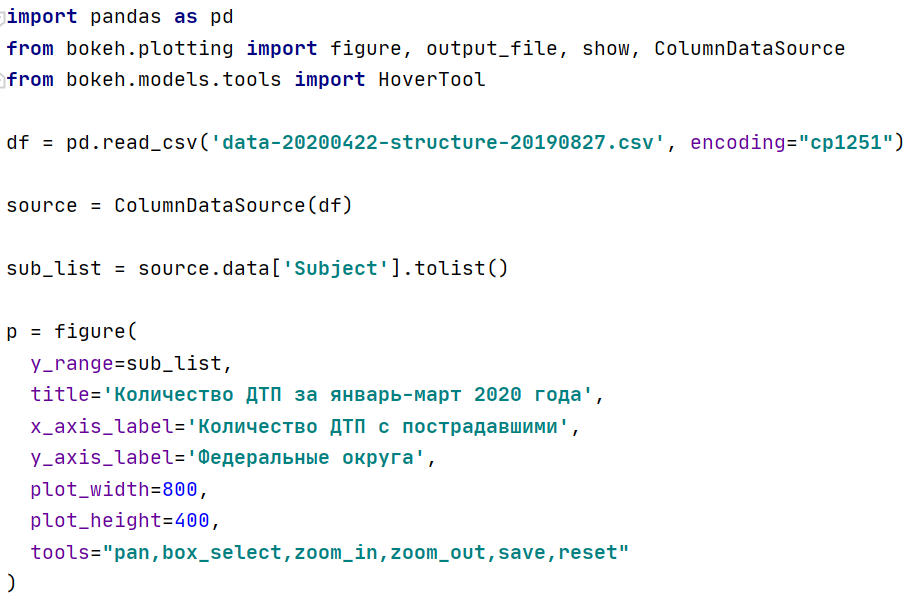 import pandas as pd
from bokeh.plotting import figure, output_file, show, ColumnDataSource
from bokeh.models.tools import HoverTool
df = pd.read_csv('data-20200422-structure-20190827.csv', encoding="cp1251")
source = ColumnDataSource(df)
sub_list = source.data['Subject'].tolist()
p = figure(
  y_range=sub_list,
  title='Количество ДТП за январь-март 2020 года',
  x_axis_label='Количество ДТП с пострадавшими',
  y_axis_label='Федеральные округа',
  plot_width=800,
  plot_height=400,
  tools="pan,box_select,zoom_in,zoom_out,save,reset"
)